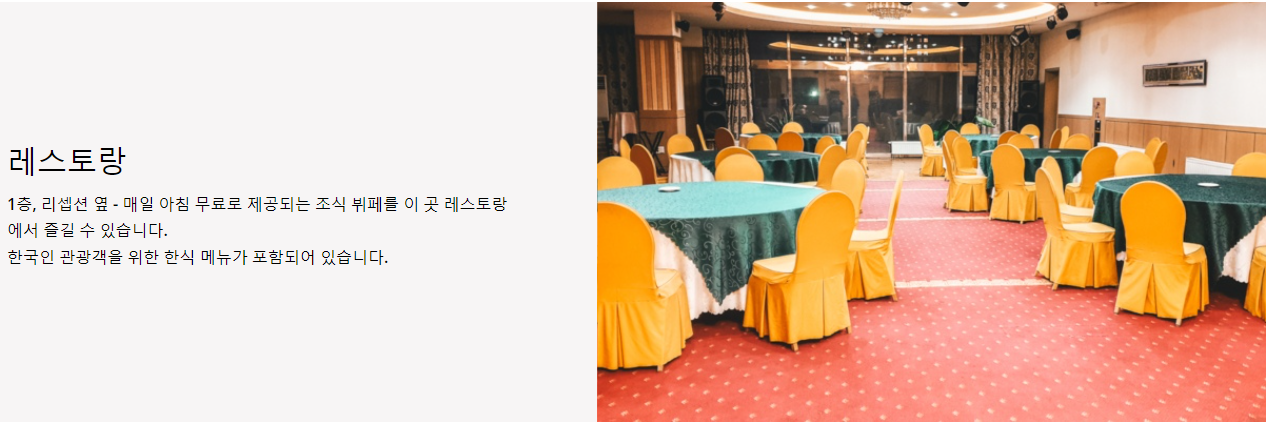 레스토랑
1층, 리셉션 옆 - 매일 아침 무료로 제공되는 조식 뷔페를 이 곳 레스토랑
에서 즐길 수 있습니다.
한국인 관광객을 위한 한식 메뉴가 포함되어 있습니다.